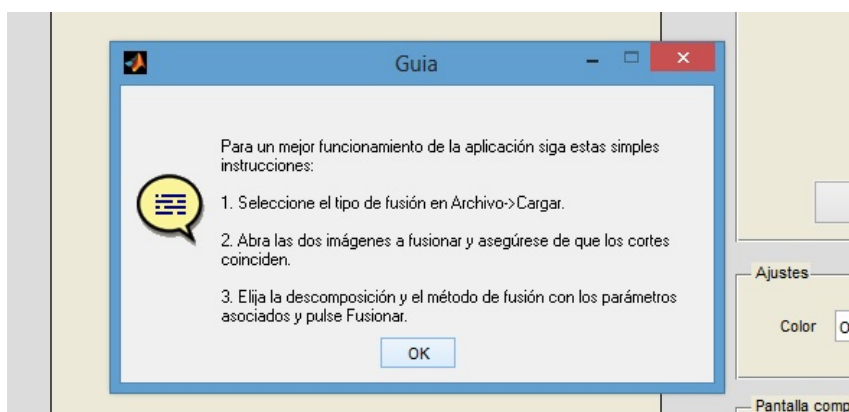 Guia
Para un mejor funcionamiento de la aplicación siga estas simples
instrucciones:
1. Seleccione el tipo de fusión en Archivo->Cargar.
2. Abra las dos imágenes a fusionar y asegúrese de que los cortes
coinciden.
3. Elija la descomposición y el método de fusión con los parámetros
asociados y pulse Fusionar.
OK
Ajustes
Color
Pantalla